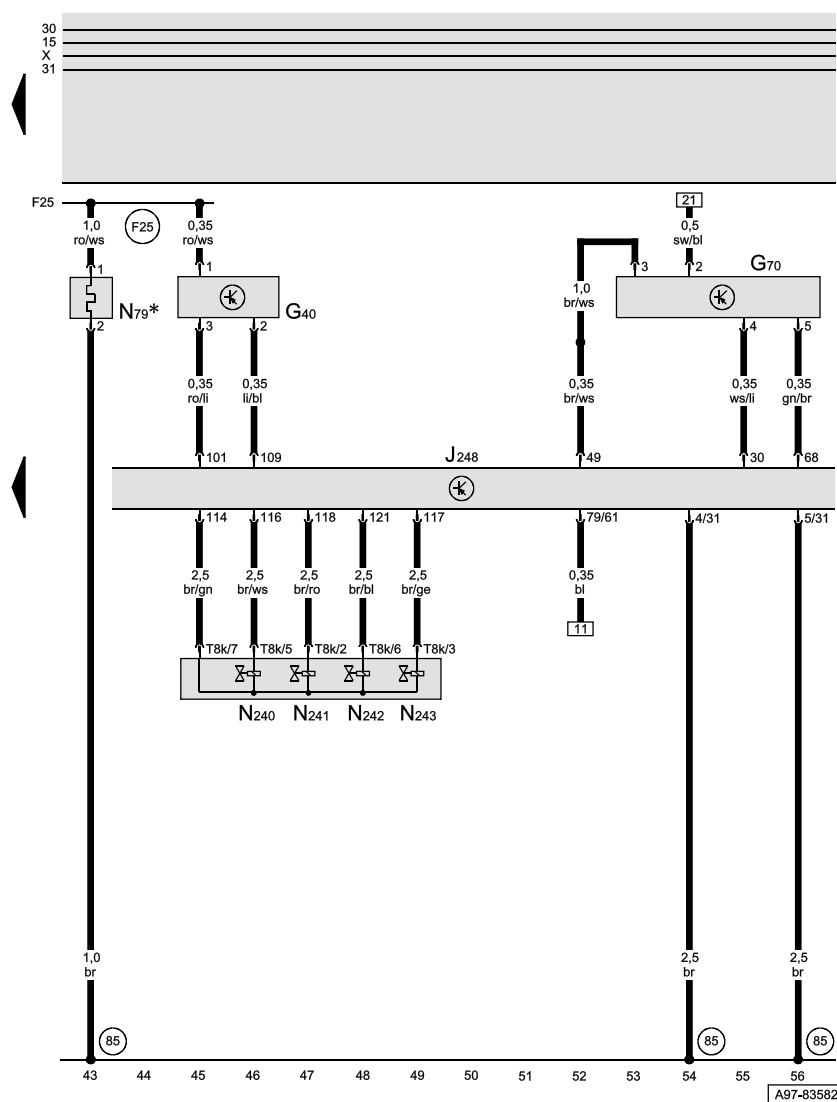 30
15
X
31
F25
F25
21
1,0
ro/ws
0,35
ro/ws
0,5
sw/bl
1
1
3
2
G70
1,0
br/ws
N79*
G40
2
3
2
4
5
0,35
ro/li
0,35
li/bl
0,35
br/ws
0,35
ws/li
0,35
gn/br
101
109
J248
49
30
68
114
116
118
121
117
79/61
4/31
5/31
2,5
br/gn
2,5
br/ws
2,5
br/ro
2,5
br/bl
2,5
br/ge
0,35
bl
11
T8k/7
T8k/5
T8k/2
T8k/6
T8k/3
N240
N241
N242
N243
1,0
br
2,5
br
2,5
br
85
85
85
43 44 45 46 47 48 49 50 51 52 53 54 55 56
A97-83582